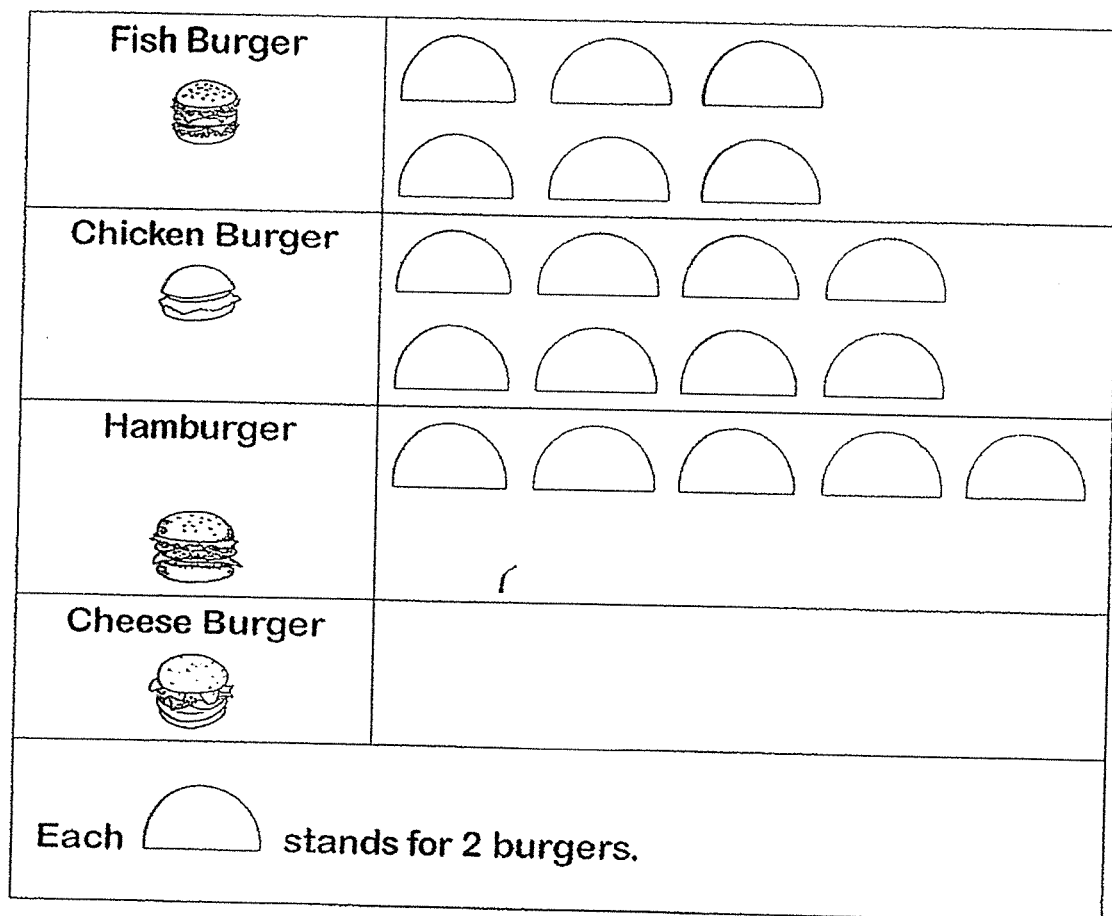 Fish Burger
Chicken Burger
Hamburger
Cheese Burger
Each stands for 2 burgers.